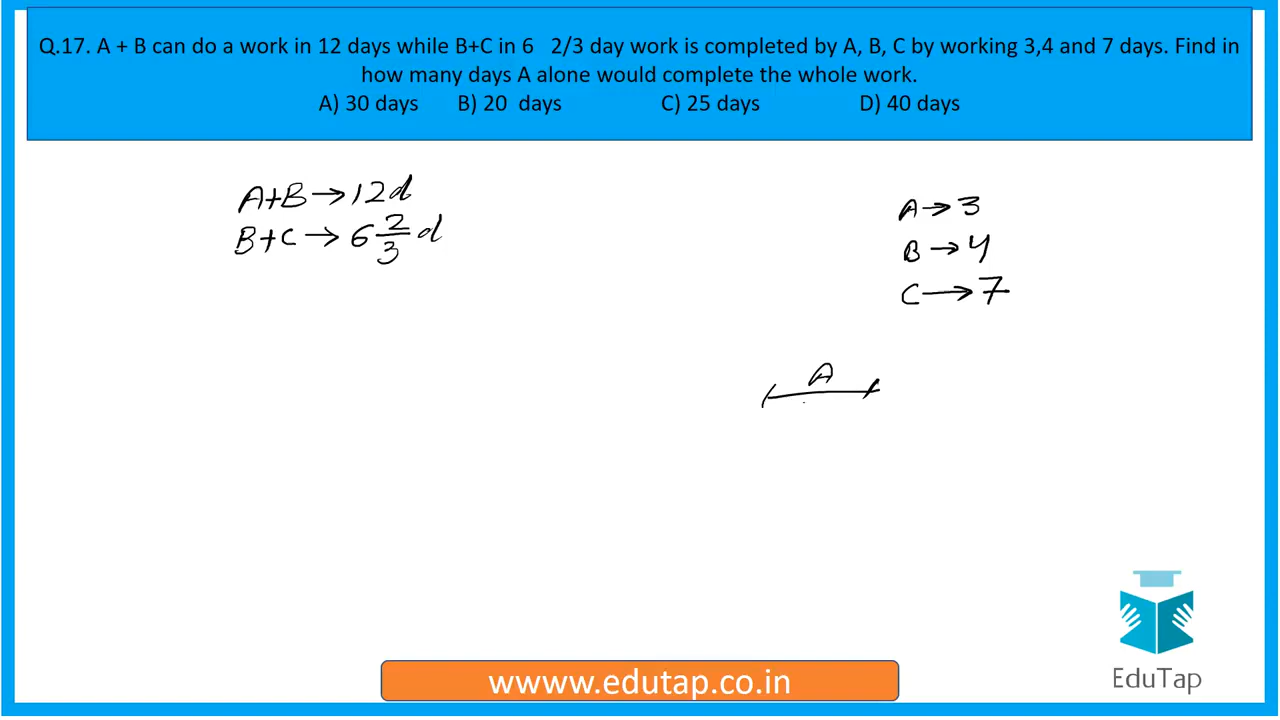 Q.17. A + B can do a work in 12 days while B+C in 6 2/3 day work is completed by A, B, C by working 3,4 and 7 days. Find in
how many days A alone would complete the whole work.
A) 30 days B) 20 days C) 25 days D) 40 days
A+B→12d
B+C→6 2/3 d
A→3
B→4
C→7
A
www.edutap.co.in
EduTap